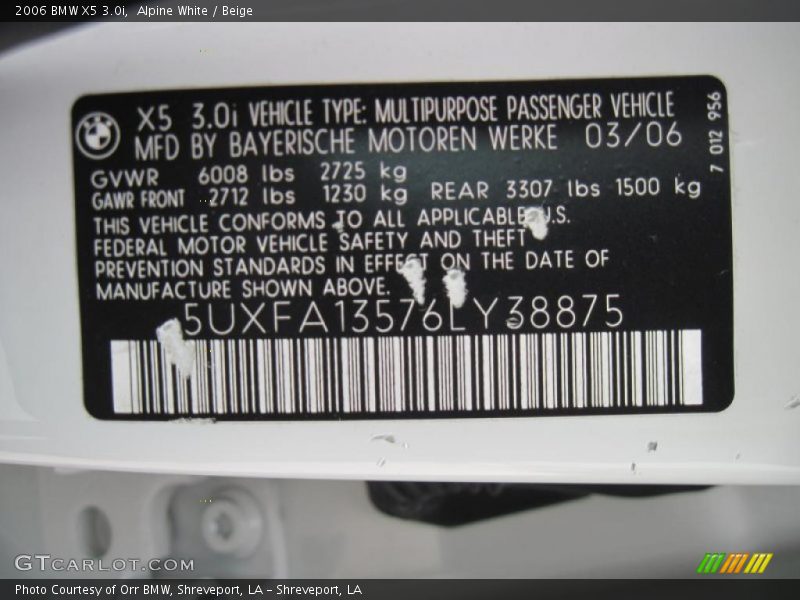 2006 BMW X5 3.0i,  Alpine White / Beige
X5 3.0i VEHICLE TYPE: MULTIPURPOSE PASSENGER VEHICLE
MFD BY BAYERISCHE MOTOREN WERKE 03/06
7 012 956
GVWR 6008 lbs 2725 kg
GAWR FRONT 2712 lbs 1230 kg REAR 3307 lbs 1500 kg
THIS VEHICLE CONFORMS TO ALL APPLICABLE U.S.
FEDERAL MOTOR VEHICLE SAFETY AND THEFT
PREVENTION STANDARDS IN EFFECT ON THE DATE OF
MANUFACTURE SHOWN ABOVE.
5UXFA13576LY38875
GTCARLOT.COM
Photo Courtesy of Orr BMW, Shreveport, LA – Shreveport, LA